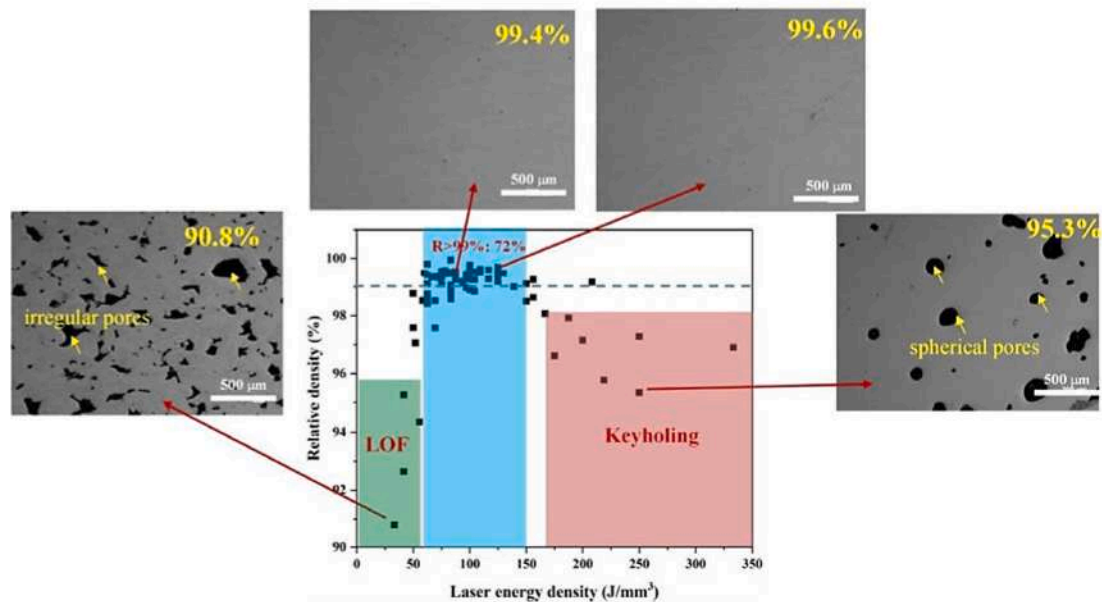 99.4%
99.6%
500 µm
500 µm
90.8%
irregular pores
500 µm
95.3%
spherical pores
500 µm
R>99%: 72%
LOF
Keyholing
Relative density (%)
101
100
98
96
94
92
90
0
50
100
150
200
250
300
350
Laser energy density (J/mm³)